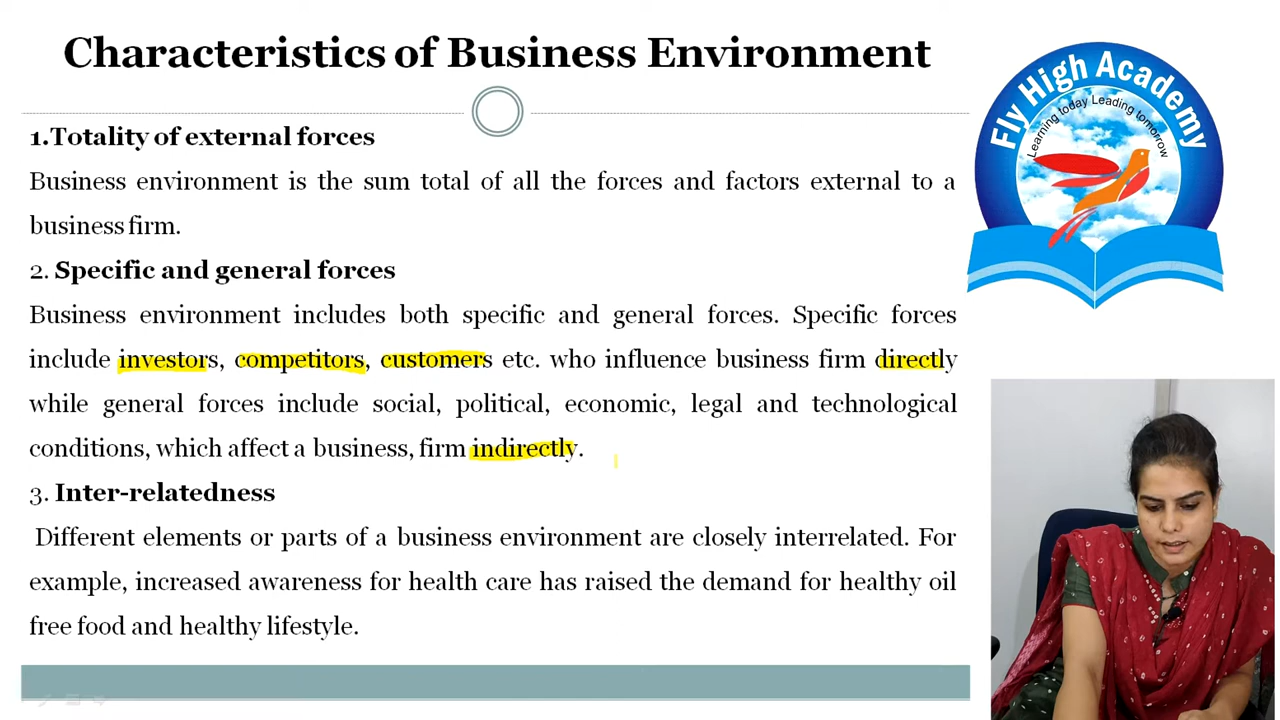 Characteristics of Business Environment
1.Totality of external forces
Business environment is the sum total of all the forces and factors external to a
business firm.
2. Specific and general forces
Business environment includes both specific and general forces. Specific forces
include investors, competitors, customers etc. who influence business firm directly
while general forces include social, political, economic, legal and technological
conditions, which affect a business, firm indirectly.
3. Inter-relatedness
Different elements or parts of a business environment are closely interrelated. For
example, increased awareness for health care has raised the demand for healthy oil
free food and healthy lifestyle.
Fly High Academy
Learning today Leading tomorrow